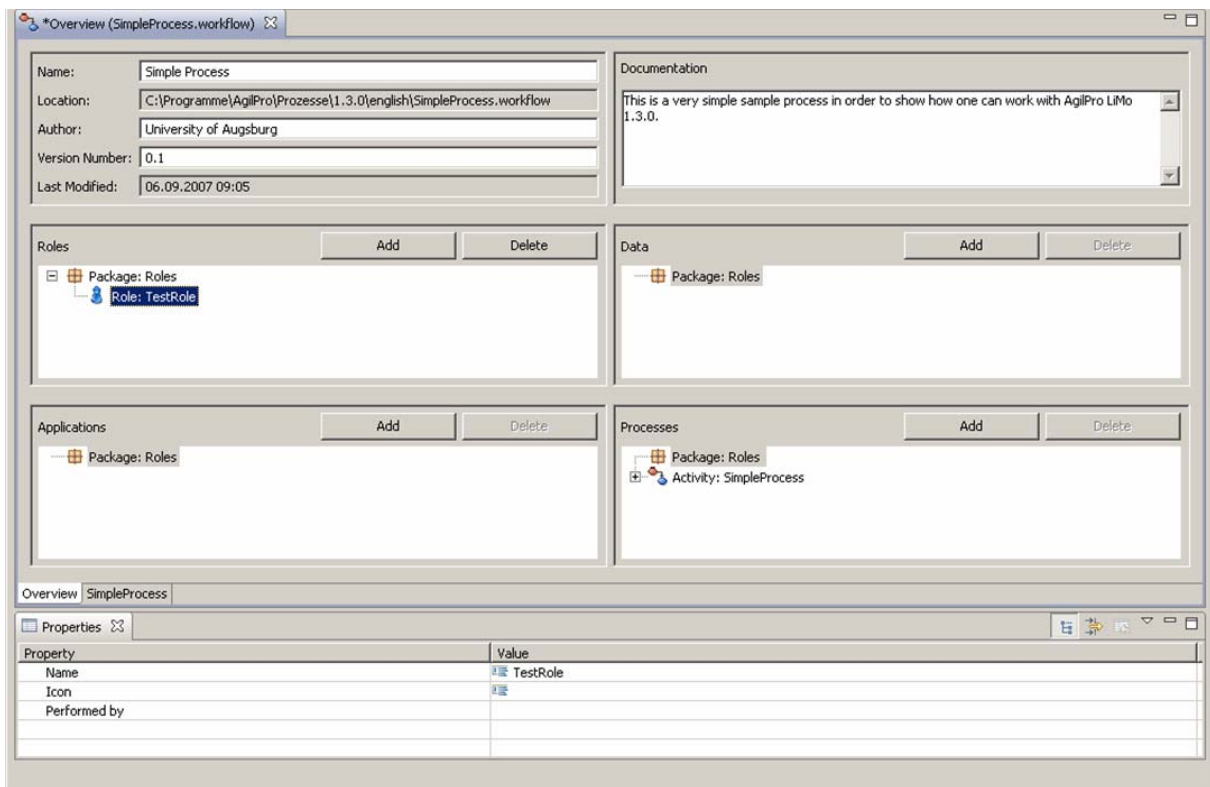 *Overview (SimpleProcess.workflow)
Name: Simple Process
Location: C:\Programme\AgilPro\Prozesse\1.3.0\english\SimpleProcess.workflow
Author: University of Augsburg
Version Number: 0.1
Last Modified: 06.09.2007 09:05
Documentation
This is a very simple sample process in order to show how one can work with AgilPro LiMo
1.3.0.
Roles Add Delete
Package: Roles
Role: TestRole
Data Add Delete
Package: Roles
Applications Add Delete
Package: Roles
Processes Add Delete
Package: Roles
Activity: SimpleProcess
Overview SimpleProcess
Properties
Property Value
Name TestRole
Icon
Performed by